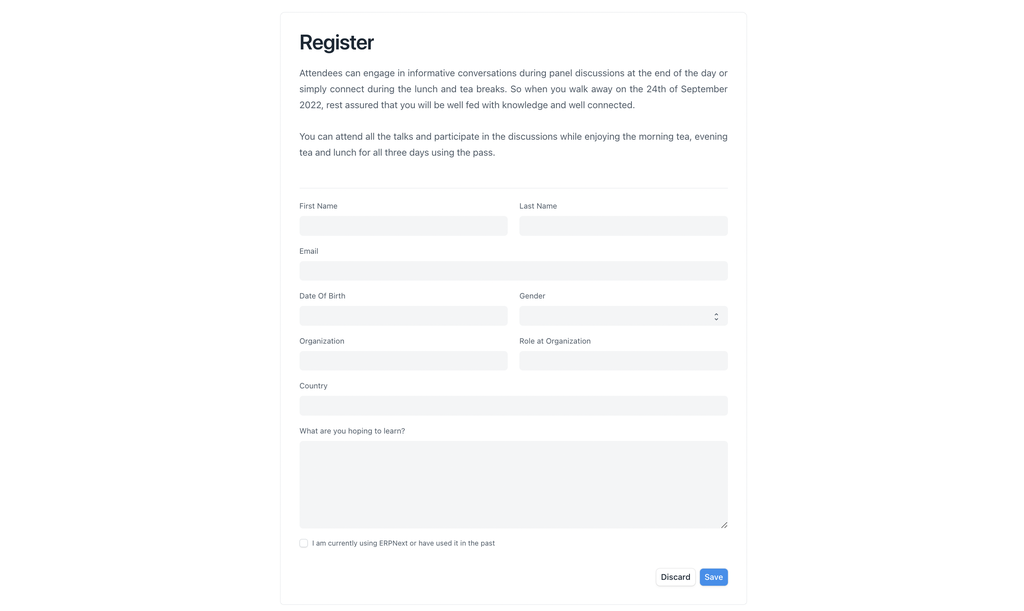 Register
Attendees can engage in informative conversations during panel discussions at the end of the day or
simply connect during the lunch and tea breaks. So when you walk away on the 24th of September
2022, rest assured that you will be well fed with knowledge and well connected.
You can attend all the talks and participate in the discussions while enjoying the morning tea, evening
tea and lunch for all three days using the pass.
First Name
Last Name
Email
Date Of Birth
Gender
Organization
Role at Organization
Country
What are you hoping to learn?
I am currently using ERPNext or have used it in the past
Discard
Save